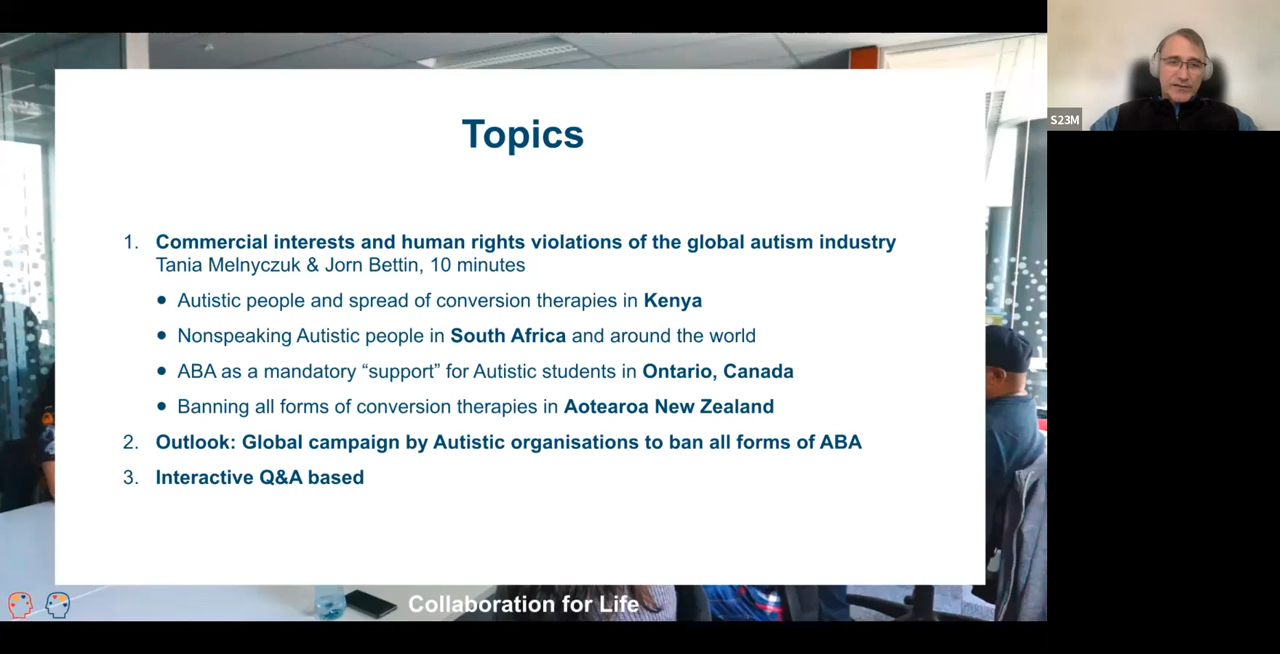 Topics
1. Commercial interests and human rights violations of the global autism industry
Tania Melnyczuk & Jorn Bettin, 10 minutes
• Autistic people and spread of conversion therapies in Kenya
• Nonspeaking Autistic people in South Africa and around the world
• ABA as a mandatory “support” for Autistic students in Ontario, Canada
• Banning all forms of conversion therapies in Aotearoa New Zealand
2. Outlook: Global campaign by Autistic organisations to ban all forms of ABA
3. Interactive Q&A based
Collaboration for Life
S23M